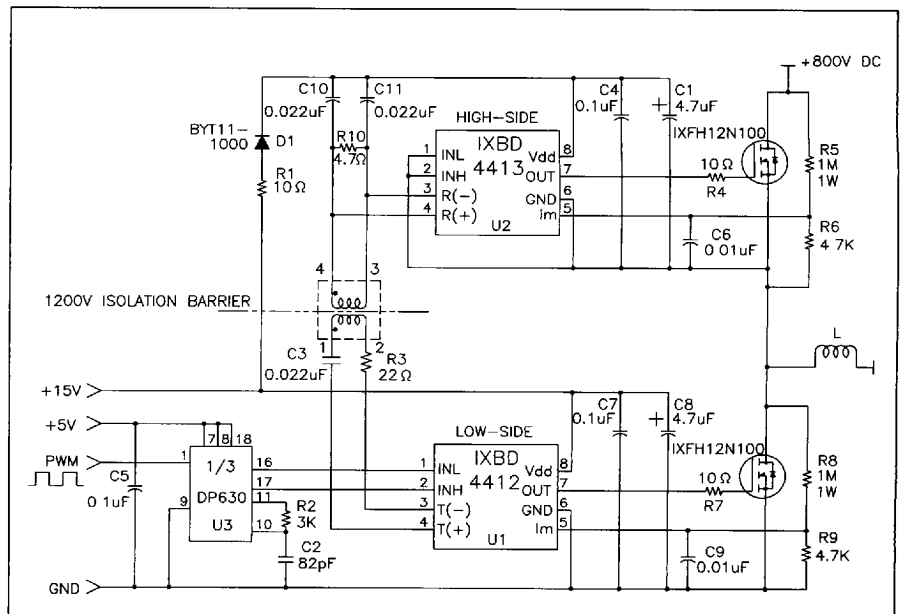 +800V DC
C10
0.022uF
C11
0.022uF
C4
0.1uF
C1
+ 4.7uF
BYT11-
1000
D1
R1
10Ω
R10
4.7Ω
HIGH-SIDE
IXBD
4413
1 INL
2 INH
3 R(-)
4 R(+)
Vdd 8
OUT 7
GND 6
Im 5
U2
IXFH12N100
10Ω
R4
R5
1M
1W
R6
4 7K
C6
0 01uF
4 3
1200V ISOLATION BARRIER
1 2
C3
0.022uF
R3
22Ω
L
+15V
+5V
PWM
GND
C5
0 1uF
7 8 18
1
1/3
DP630
U3
16
17
11
10
9
R2
3K
C2
82pF
LOW-SIDE
IXBD
4412
1 INL
2 INH
3 T(-)
4 T(+)
Vdd 8
OUT 7
GND 6
Im 5
U1
C7
0.1uF
C8
+ 4.7uF
IXFH12N100
10Ω
R7
R8
1M
1W
R9
4.7K
C9
0.01uF